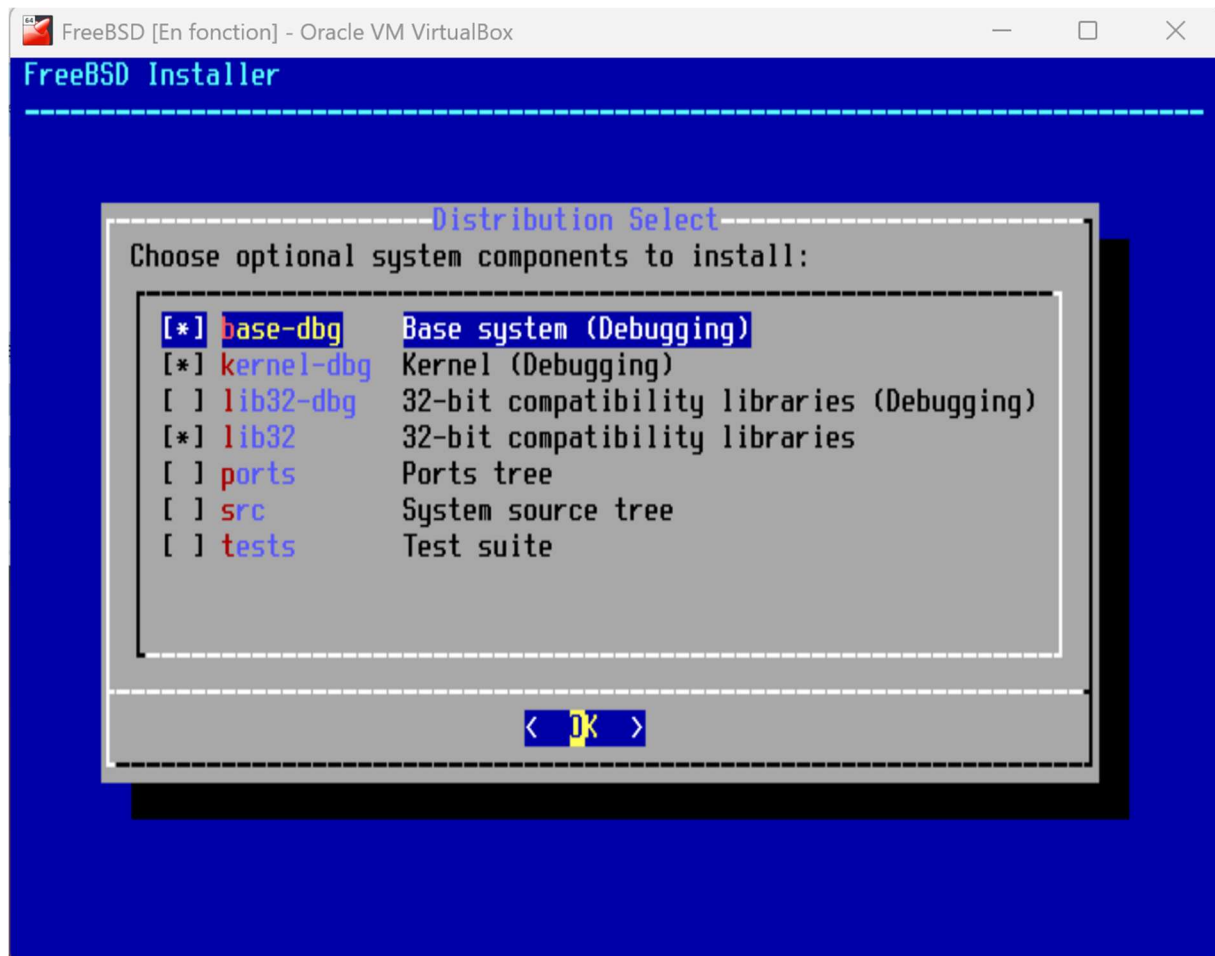 FreeBSD [En fonction] - Oracle VM VirtualBox
FreeBSD Installer
Distribution Select
Choose optional system components to install:
[*] base-dbg Base system (Debugging)
[*] kernel-dbg Kernel (Debugging)
[ ] lib32-dbg 32-bit compatibility libraries (Debugging)
[*] lib32 32-bit compatibility libraries
[ ] ports Ports tree
[ ] src System source tree
[ ] tests Test suite
< OK >